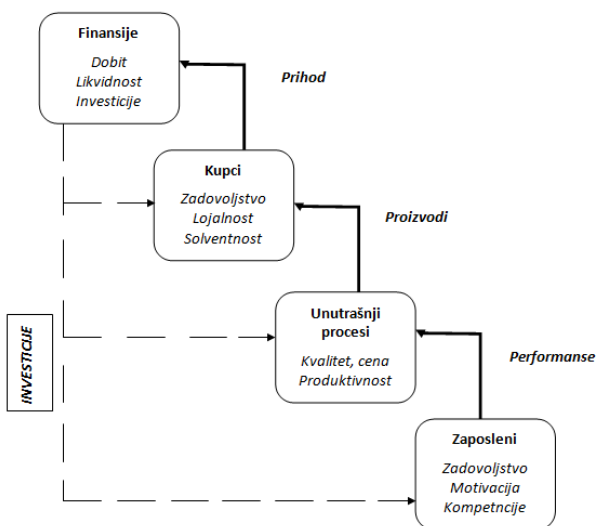 Finansije
Dobit
Likvidnost
Investicije
Prihod
Kupci
Zadovoljstvo
Lojalnost
Solventnost
Proizvodi
Unutrašnji
procesi
Kvalitet, cena
Produktivnost
INVESTICIJE
Performanse
Zaposleni
Zadovoljstvo
Motivacija
Kompetncije